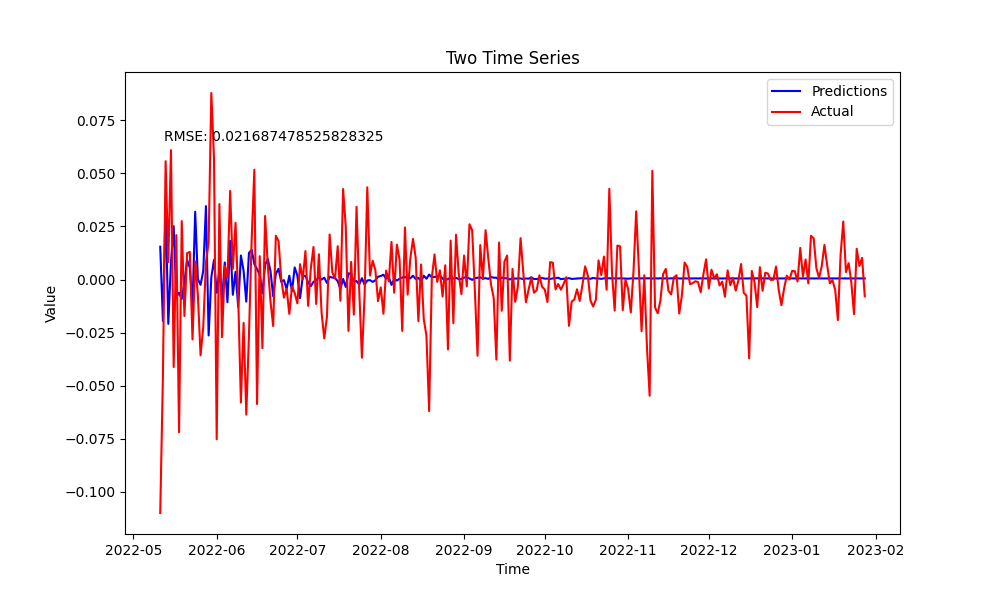 Two Time Series
Predictions
Actual
RMSE: 0.021687478525828325
Value
0.075
0.050
0.025
0.000
−0.025
−0.050
−0.075
−0.100
2022-05 2022-06 2022-07 2022-08 2022-09 2022-10 2022-11 2022-12 2023-01 2023-02
Time